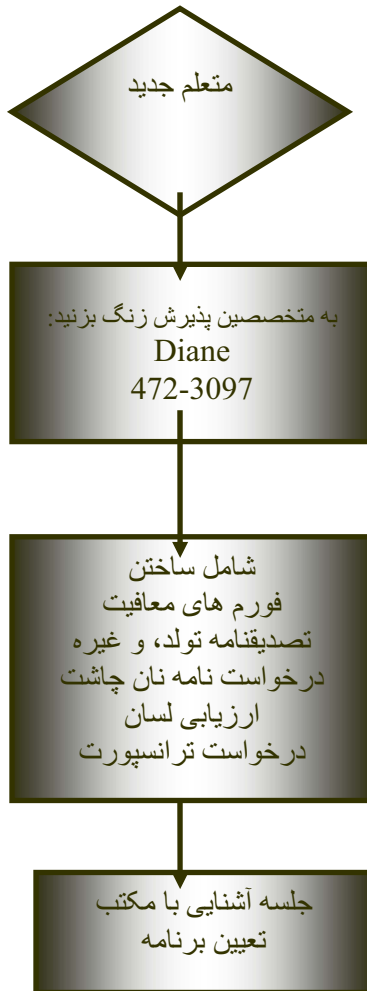 متعلم جدید
به متخصصین پذیرش زنگ بزنید:
Diane
472-3097
شامل ساختن
فورم های معافیت
تصدیقنامه تولد، و غیره
درخواست نامه نان چاشت
ارزیابی لسان
درخواست ترانسپورت
جلسه آشنایی با مکتب
تعیین برنامه